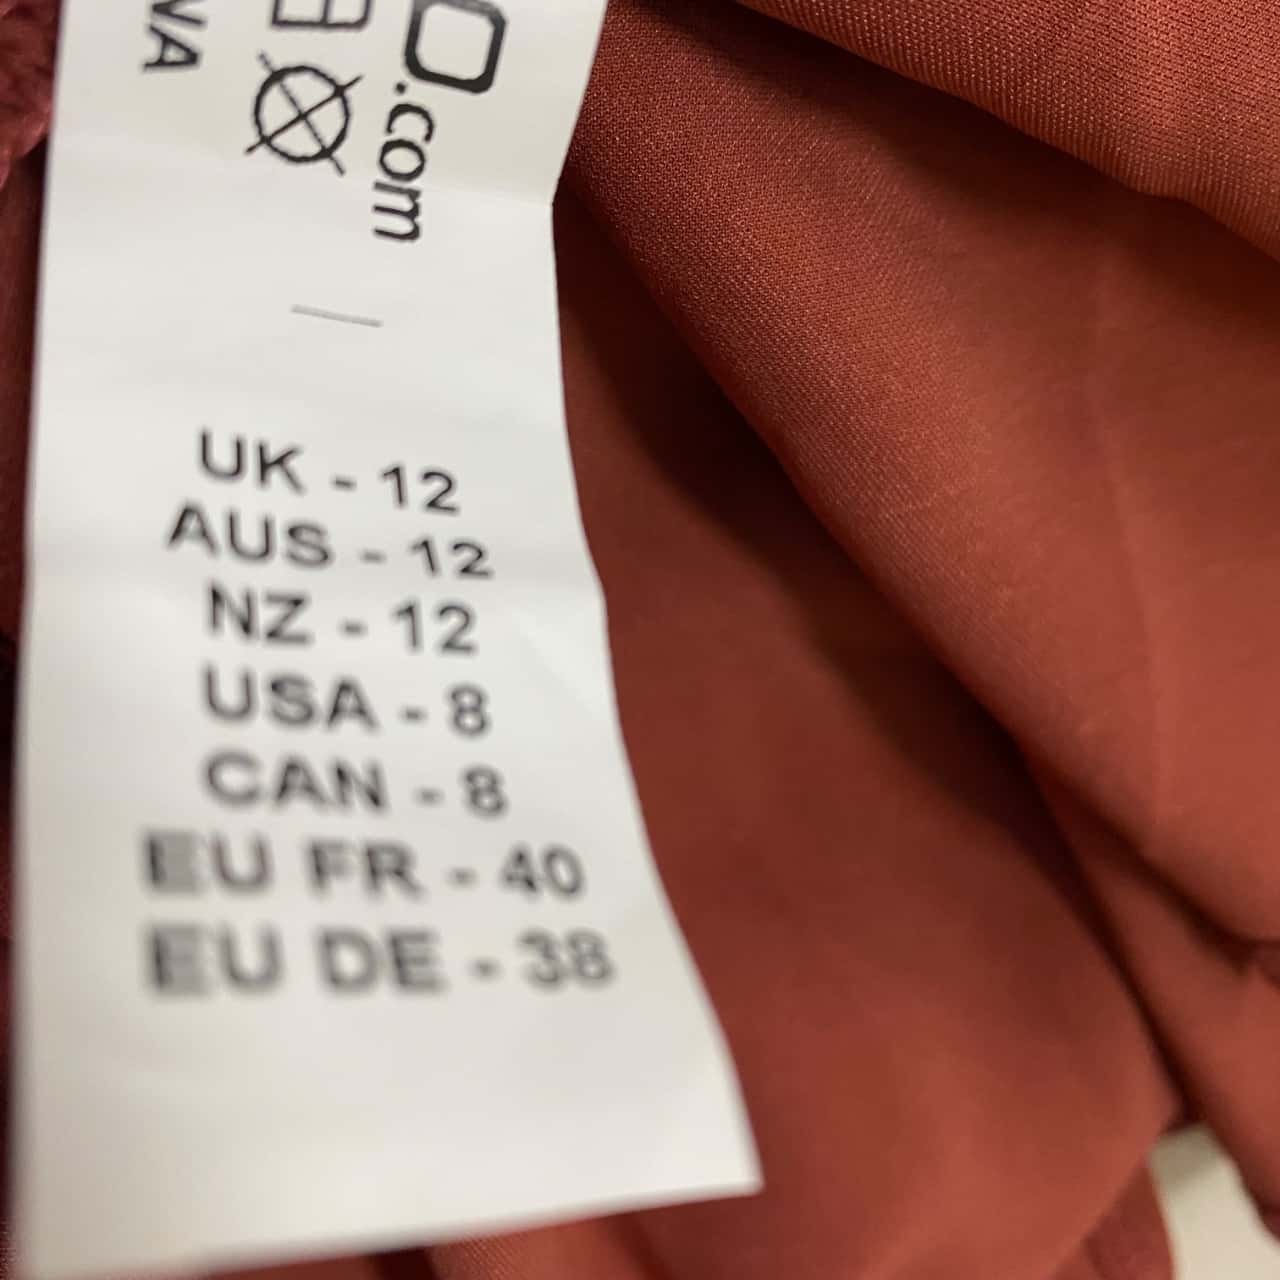 .com
UK - 12
AUS - 12
NZ - 12
USA - 8
CAN - 8
EU FR - 40
EU DE - 38